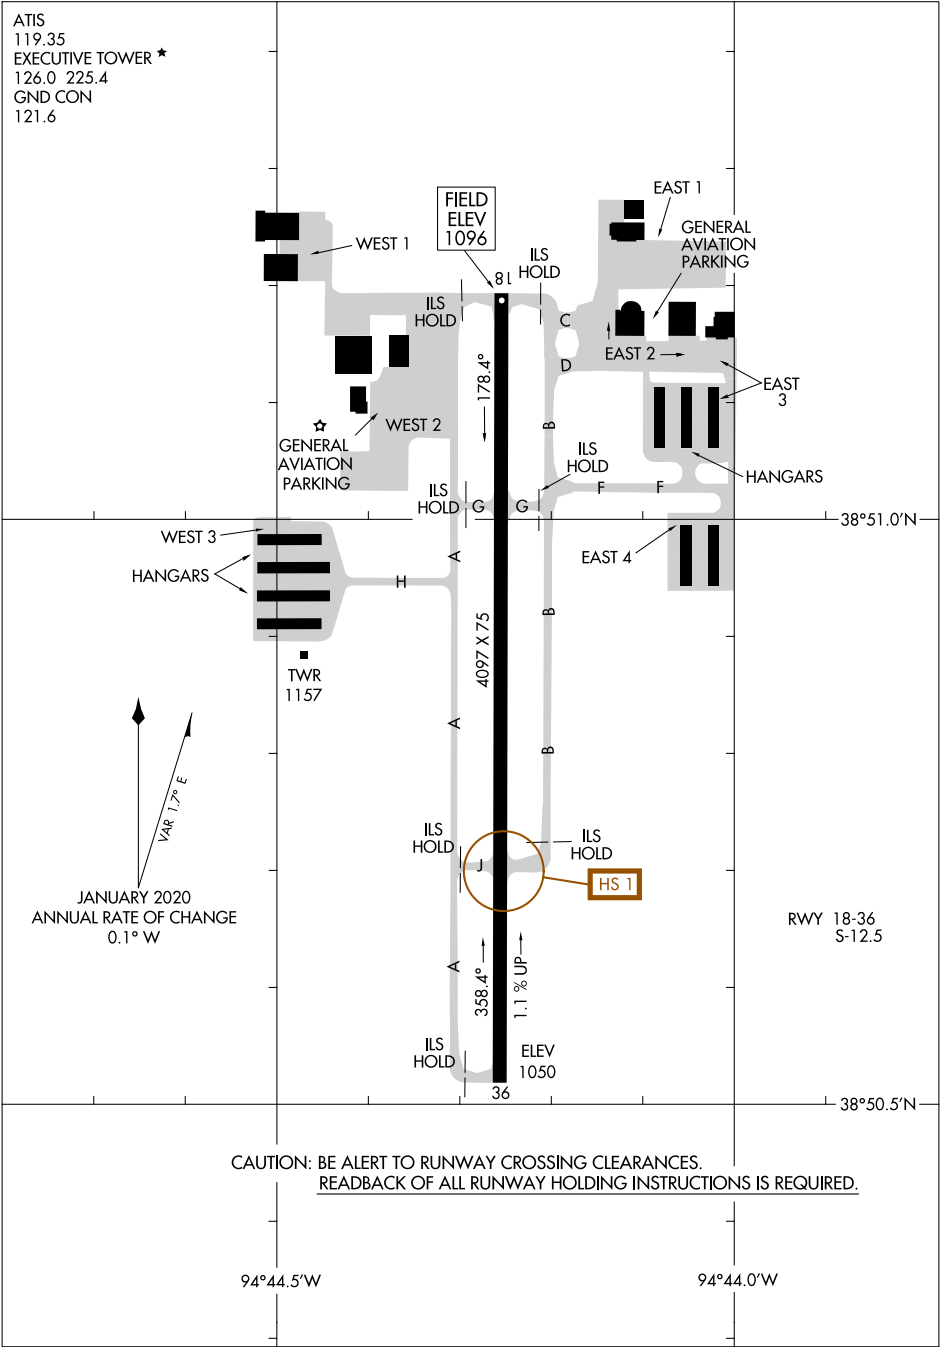 ATIS
119.35
EXECUTIVE TOWER ★
126.0 225.4
GND CON
121.6
FIELD
ELEV
1096
EAST 1
GENERAL
AVIATION
PARKING
WEST 1
ILS
HOLD
18
ILS
HOLD
C
EAST 2
D
EAST
3
178.4°
WEST 2
B
GENERAL
AVIATION
PARKING
ILS
HOLD
HANGARS
ILS
HOLD
F
F
G
G
38°51.0'N
WEST 3
A
EAST 4
HANGARS
H
B
4097 X 75
TWR
1157
A
B
VAR 1.7° E
ILS
HOLD
ILS
HOLD
J
HS 1
JANUARY 2020
ANNUAL RATE OF CHANGE
0.1° W
RWY 18-36
S-12.5
A
358.4°
1.1 % UP
ILS
HOLD
ELEV
1050
36
38°50.5'N
CAUTION: BE ALERT TO RUNWAY CROSSING CLEARANCES.
READBACK OF ALL RUNWAY HOLDING INSTRUCTIONS IS REQUIRED.
94°44.5'W
94°44.0'W